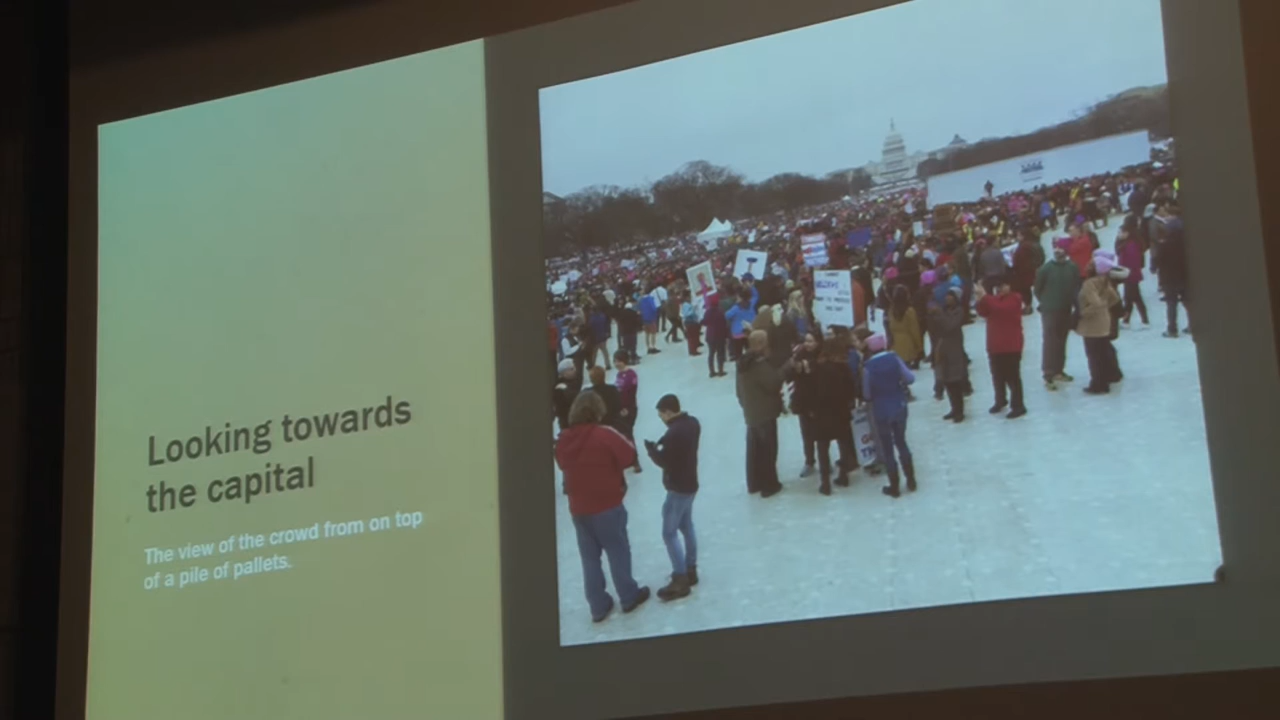 Looking towards
the capital
The view of the crowd from on top
of a pile of pallets.